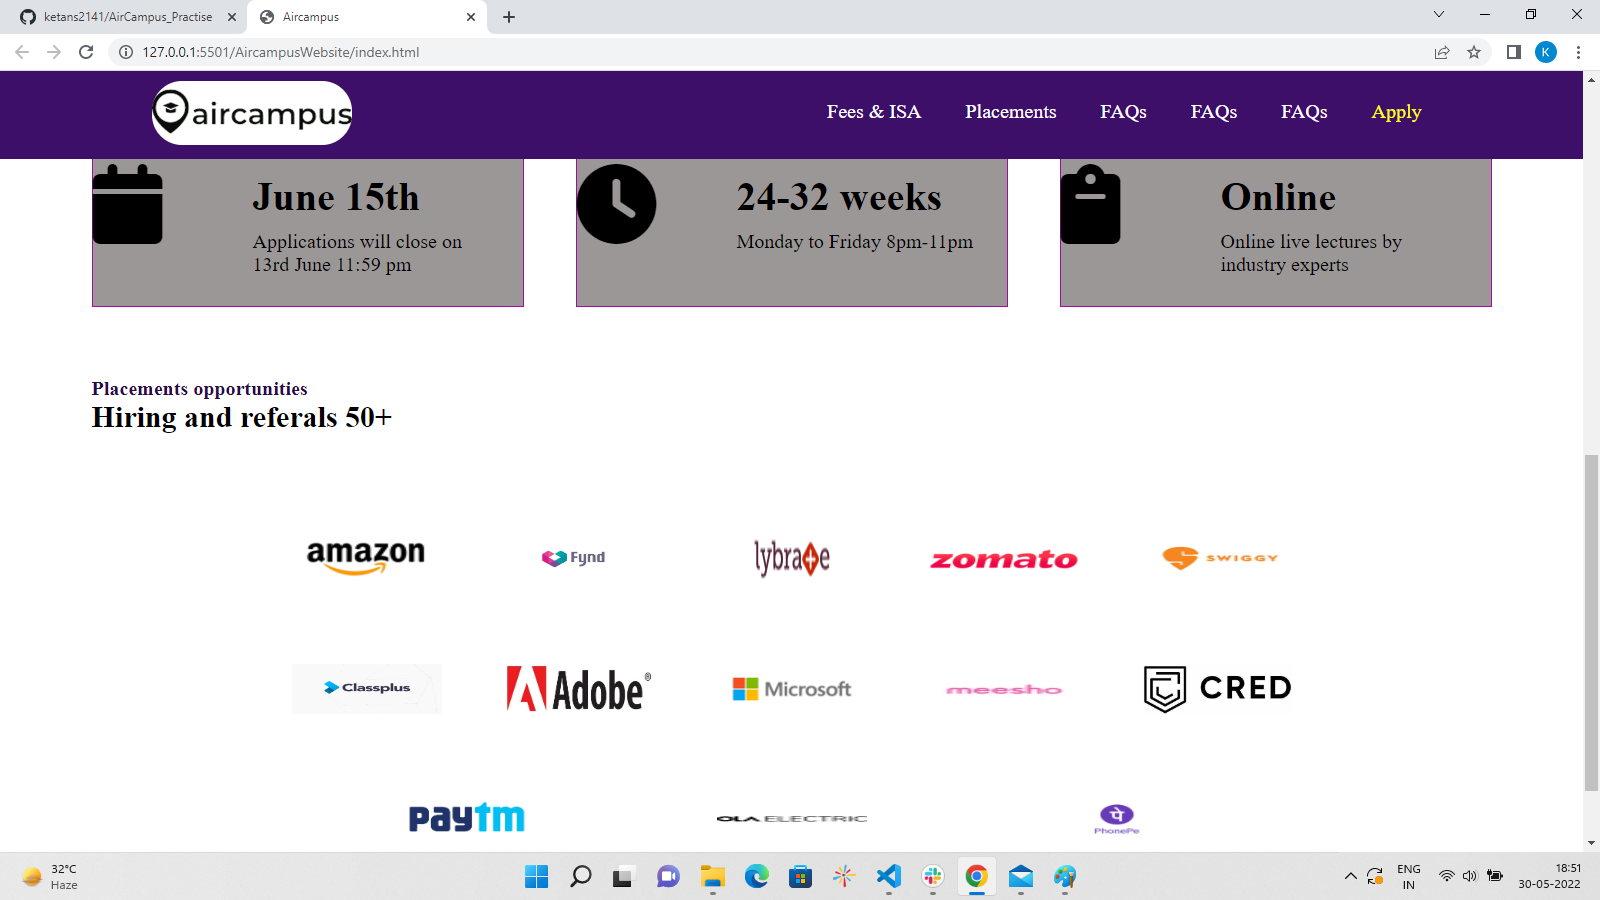 ketans2141/AirCampus_Practise
Aircampus
127.0.0.1:5501/AircampusWebsite/index.html
K
aircampus
Fees & ISA
Placements
FAQs
FAQs
FAQs
Apply
June 15th
Applications will close on
13rd June 11:59 pm
24-32 weeks
Monday to Friday 8pm-11pm
Online
Online live lectures by
industry experts
Placements opportunities
Hiring and referals 50+
amazon
Fynd
lybrate
zomato
SWIGGY
Classplus
Adobe®
Microsoft
meesho
CRED
paytm
OLA ELECTRIC
पे
PhonePe
32°C
Haze
ENG
IN
18:51
30-05-2022